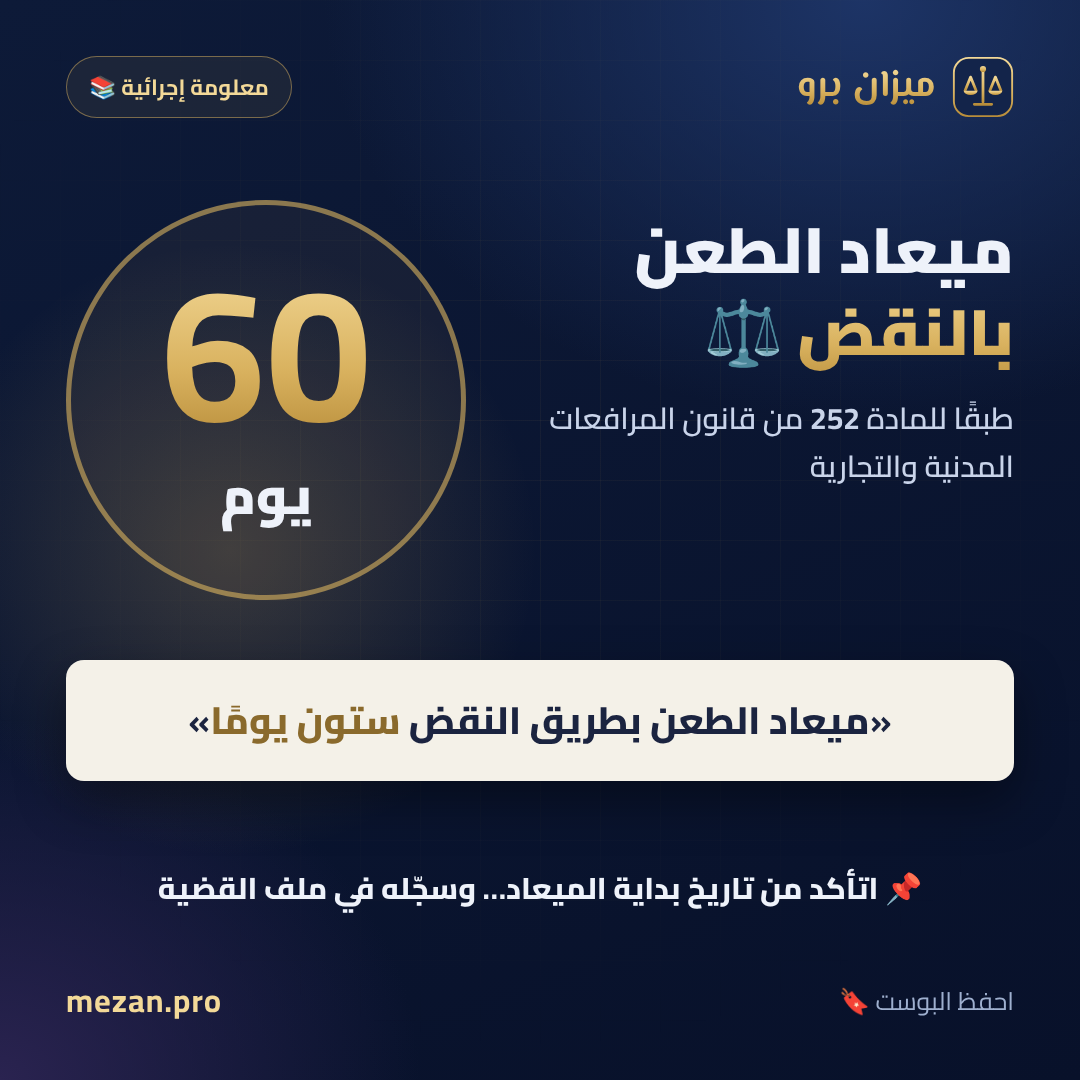 ميزان برو
معلومة إجرائية 📚
ميعاد الطعن
بالنقض ⚖️
طبقًا للمادة 252 من قانون المرافعات
المدنية والتجارية
60
يوم
«ميعاد الطعن بطريق النقض ستون يومًا»
📌 اتأكد من تاريخ بداية الميعاد... وسجّله في ملف القضية
احفظ البوست 🔖
mezan.pro